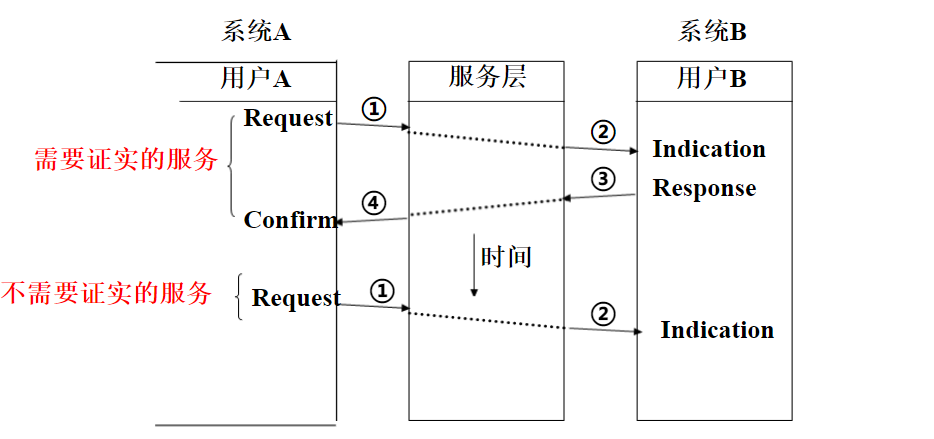 系统A
系统B
用户A
服务层
用户B
Request
①
②
Indication
需要证实的服务
Response
③
④
Confirm
时间
不需要证实的服务
Request
①
②
Indication